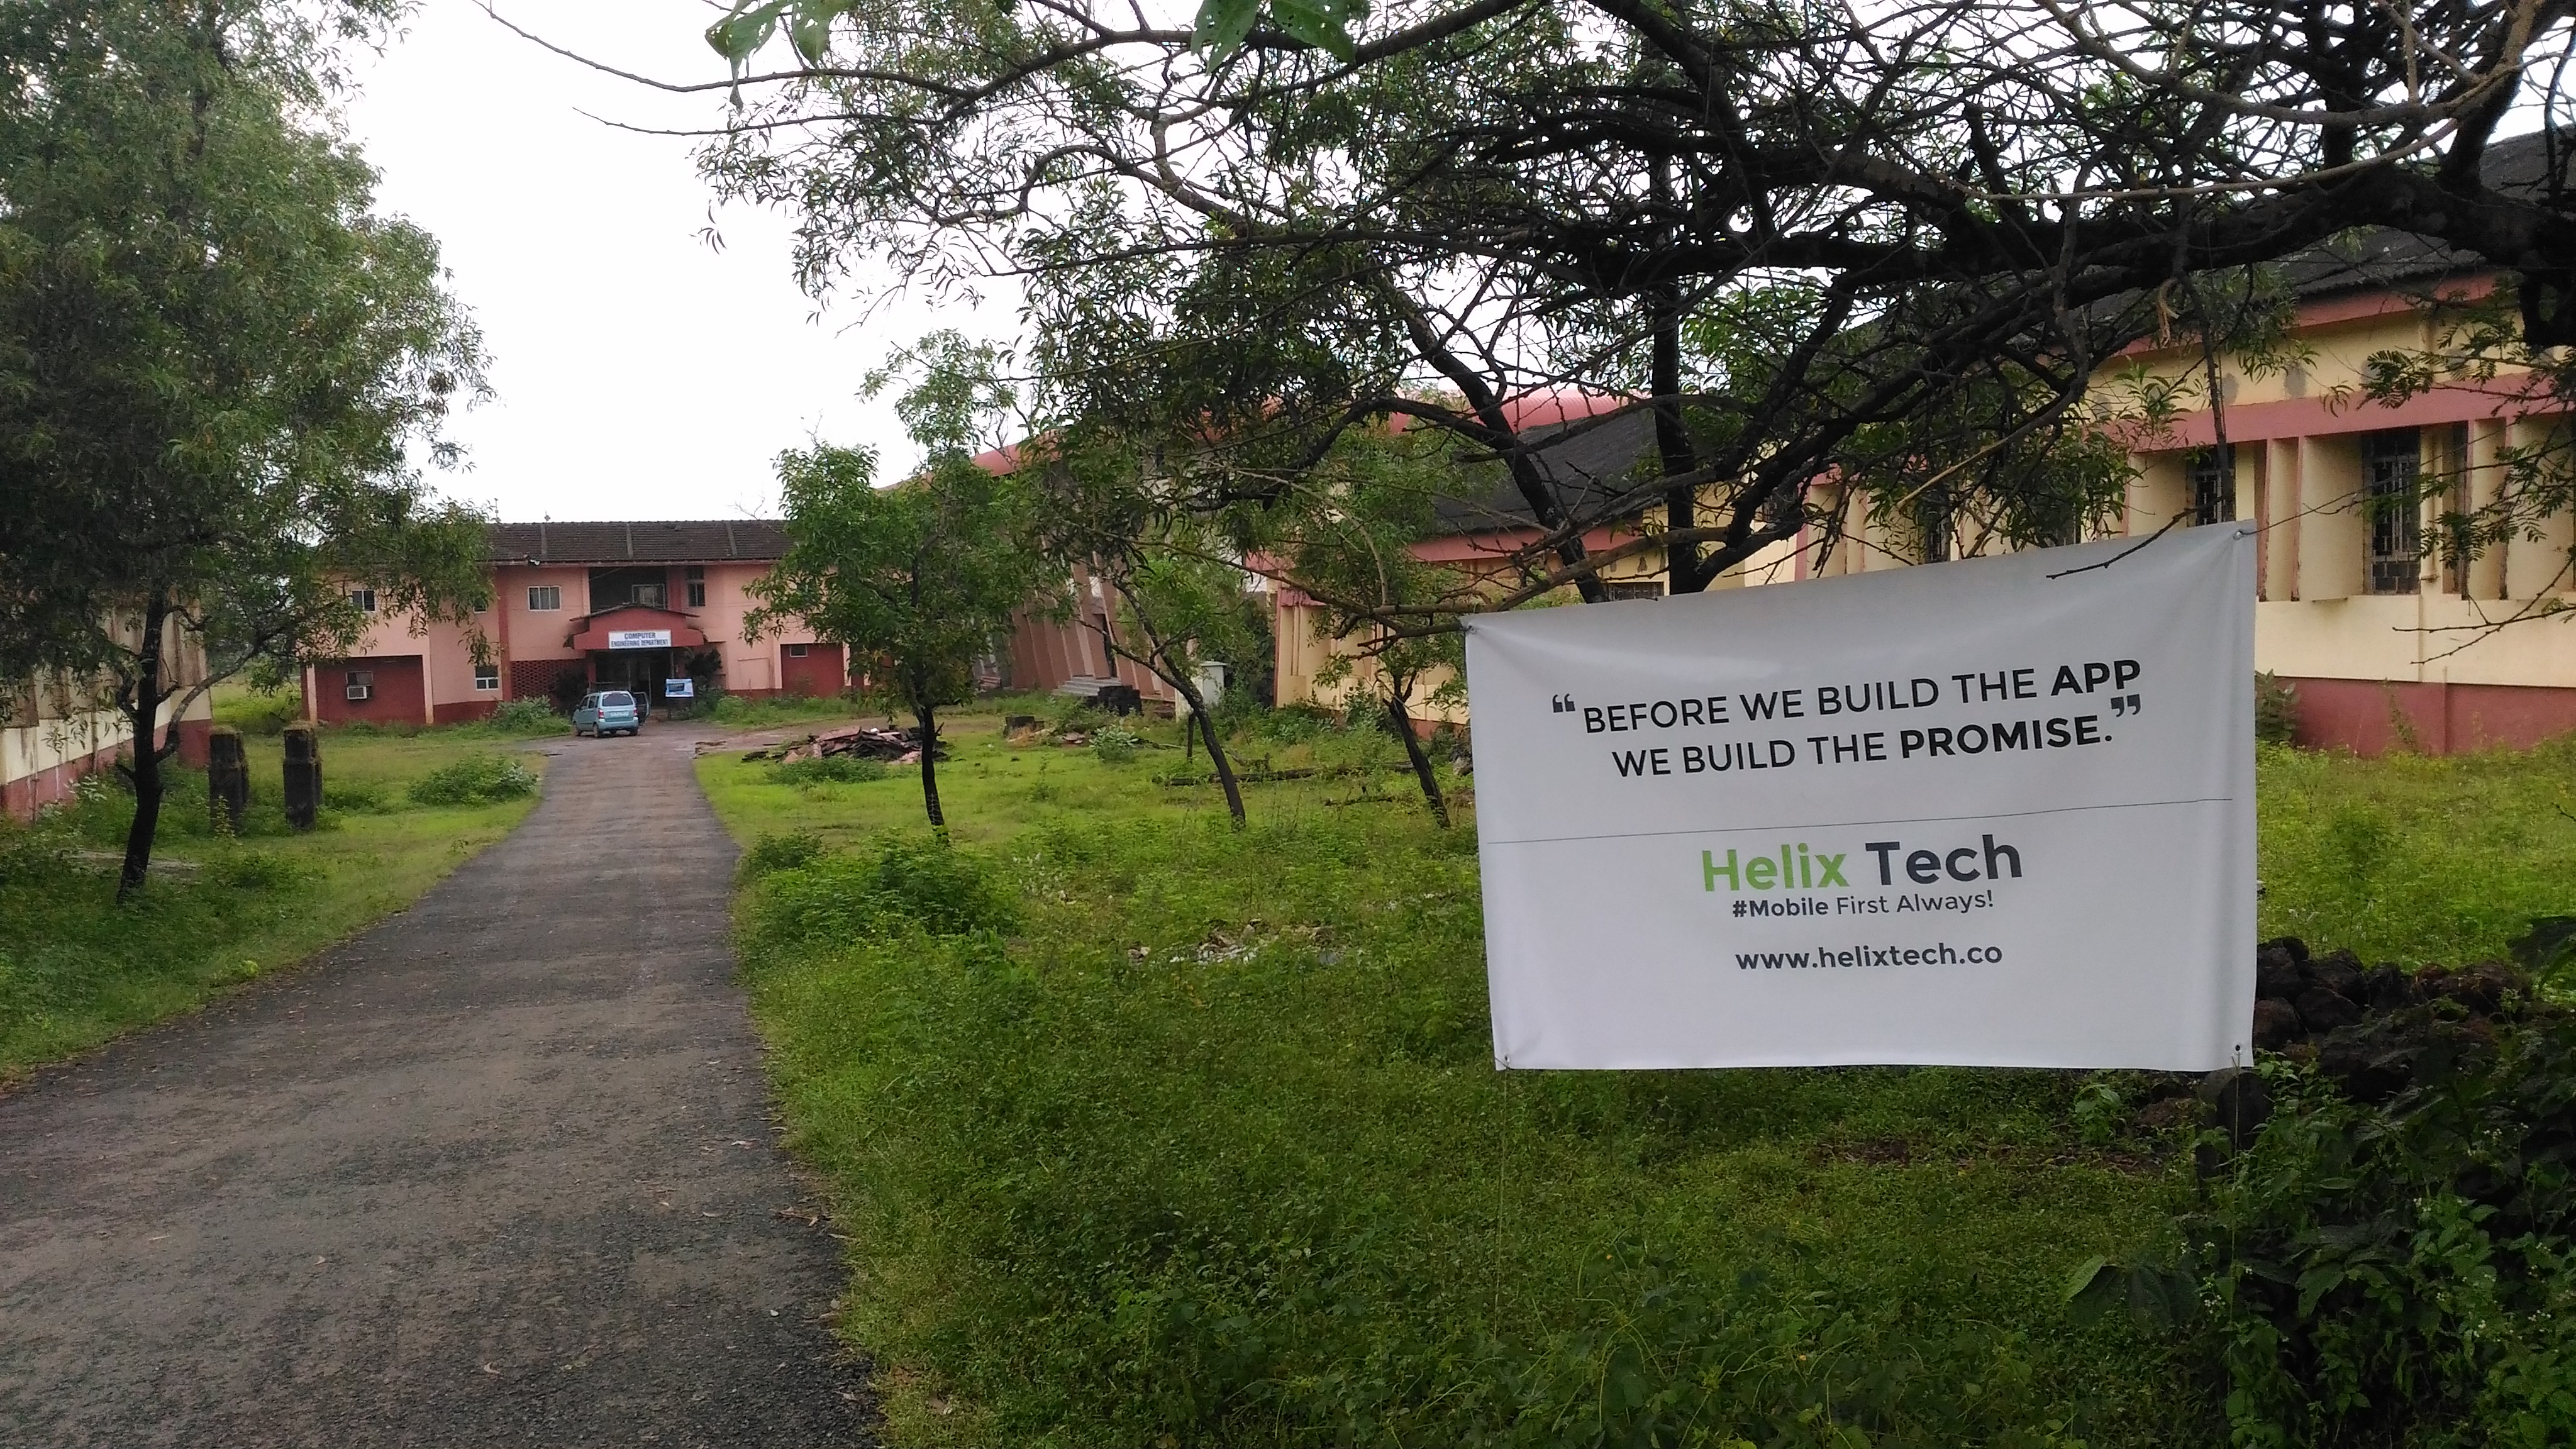 COMPUTER
ENGINEERING DEPARTMENT
“BEFORE WE BUILD THE APP
WE BUILD THE PROMISE.”
Helix Tech
#Mobile First Always!
www.helixtech.co